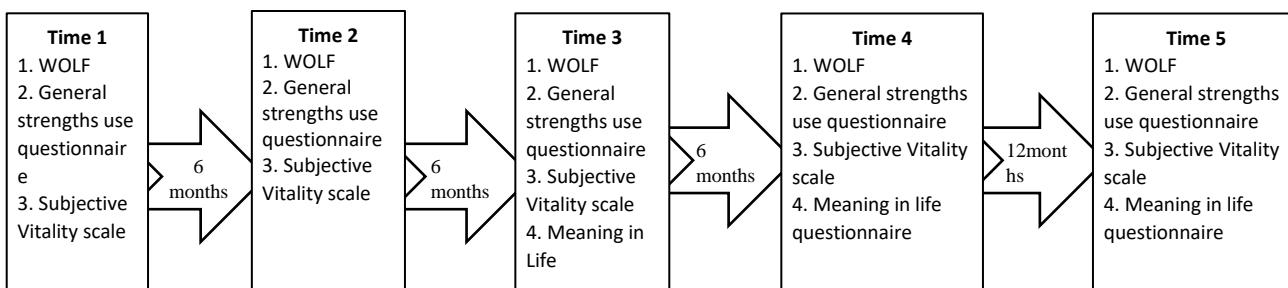 Time 1
1. WOLF
2. General
strengths use
questionnair
e
3. Subjective
Vitality scale
6
months
Time 2
1. WOLF
2. General
strengths use
questionnaire
3. Subjective
Vitality scale
6
months
Time 3
1. WOLF
2. General
strengths use
questionnaire
3. Subjective
Vitality scale
4. Meaning in
Life
6
months
Time 4
1. WOLF
2. General strengths
use questionnaire
3. Subjective Vitality
scale
4. Meaning in life
questionnaire
12mont
hs
Time 5
1. WOLF
2. General strengths
use questionnaire
3. Subjective Vitality
scale
4. Meaning in life
questionnaire